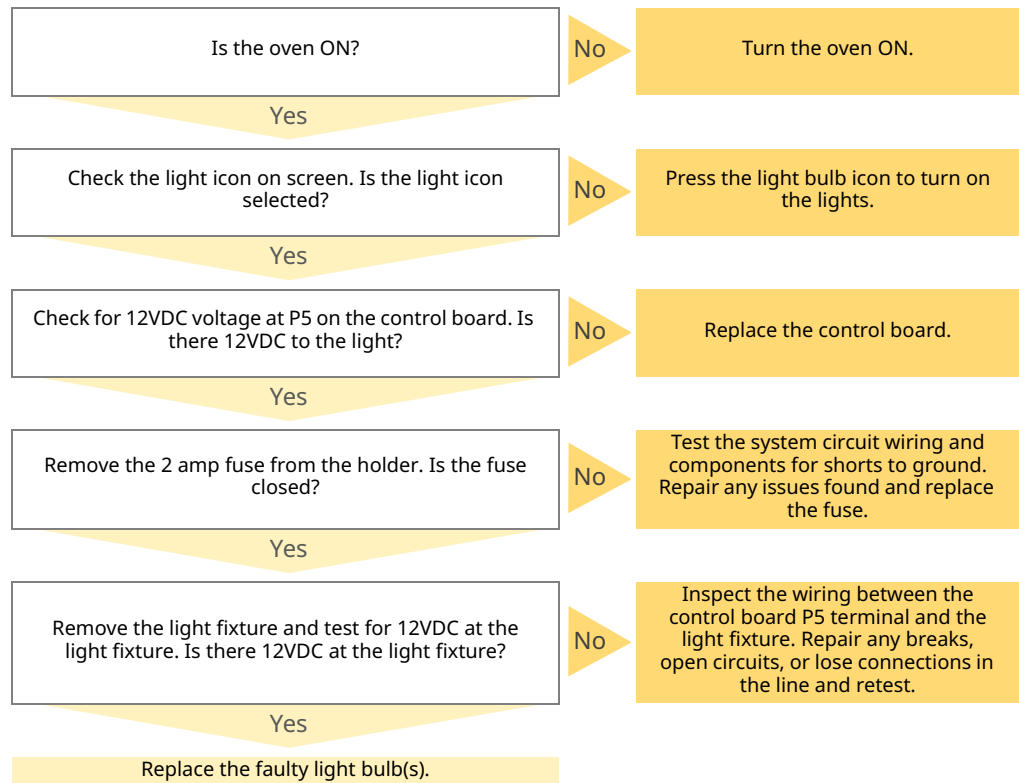 Is the oven ON?
No
Turn the oven ON.
Yes
Check the light icon on screen. Is the light icon
selected?
No
Press the light bulb icon to turn on
the lights.
Yes
Check for 12VDC voltage at P5 on the control board. Is
there 12VDC to the light?
No
Replace the control board.
Yes
Remove the 2 amp fuse from the holder. Is the fuse
closed?
No
Test the system circuit wiring and
components for shorts to ground.
Repair any issues found and replace
the fuse.
Yes
Remove the light fixture and test for 12VDC at the
light fixture. Is there 12VDC at the light fixture?
No
Inspect the wiring between the
control board P5 terminal and the
light fixture. Repair any breaks,
open circuits, or lose connections in
the line and retest.
Yes
Replace the faulty light bulb(s).